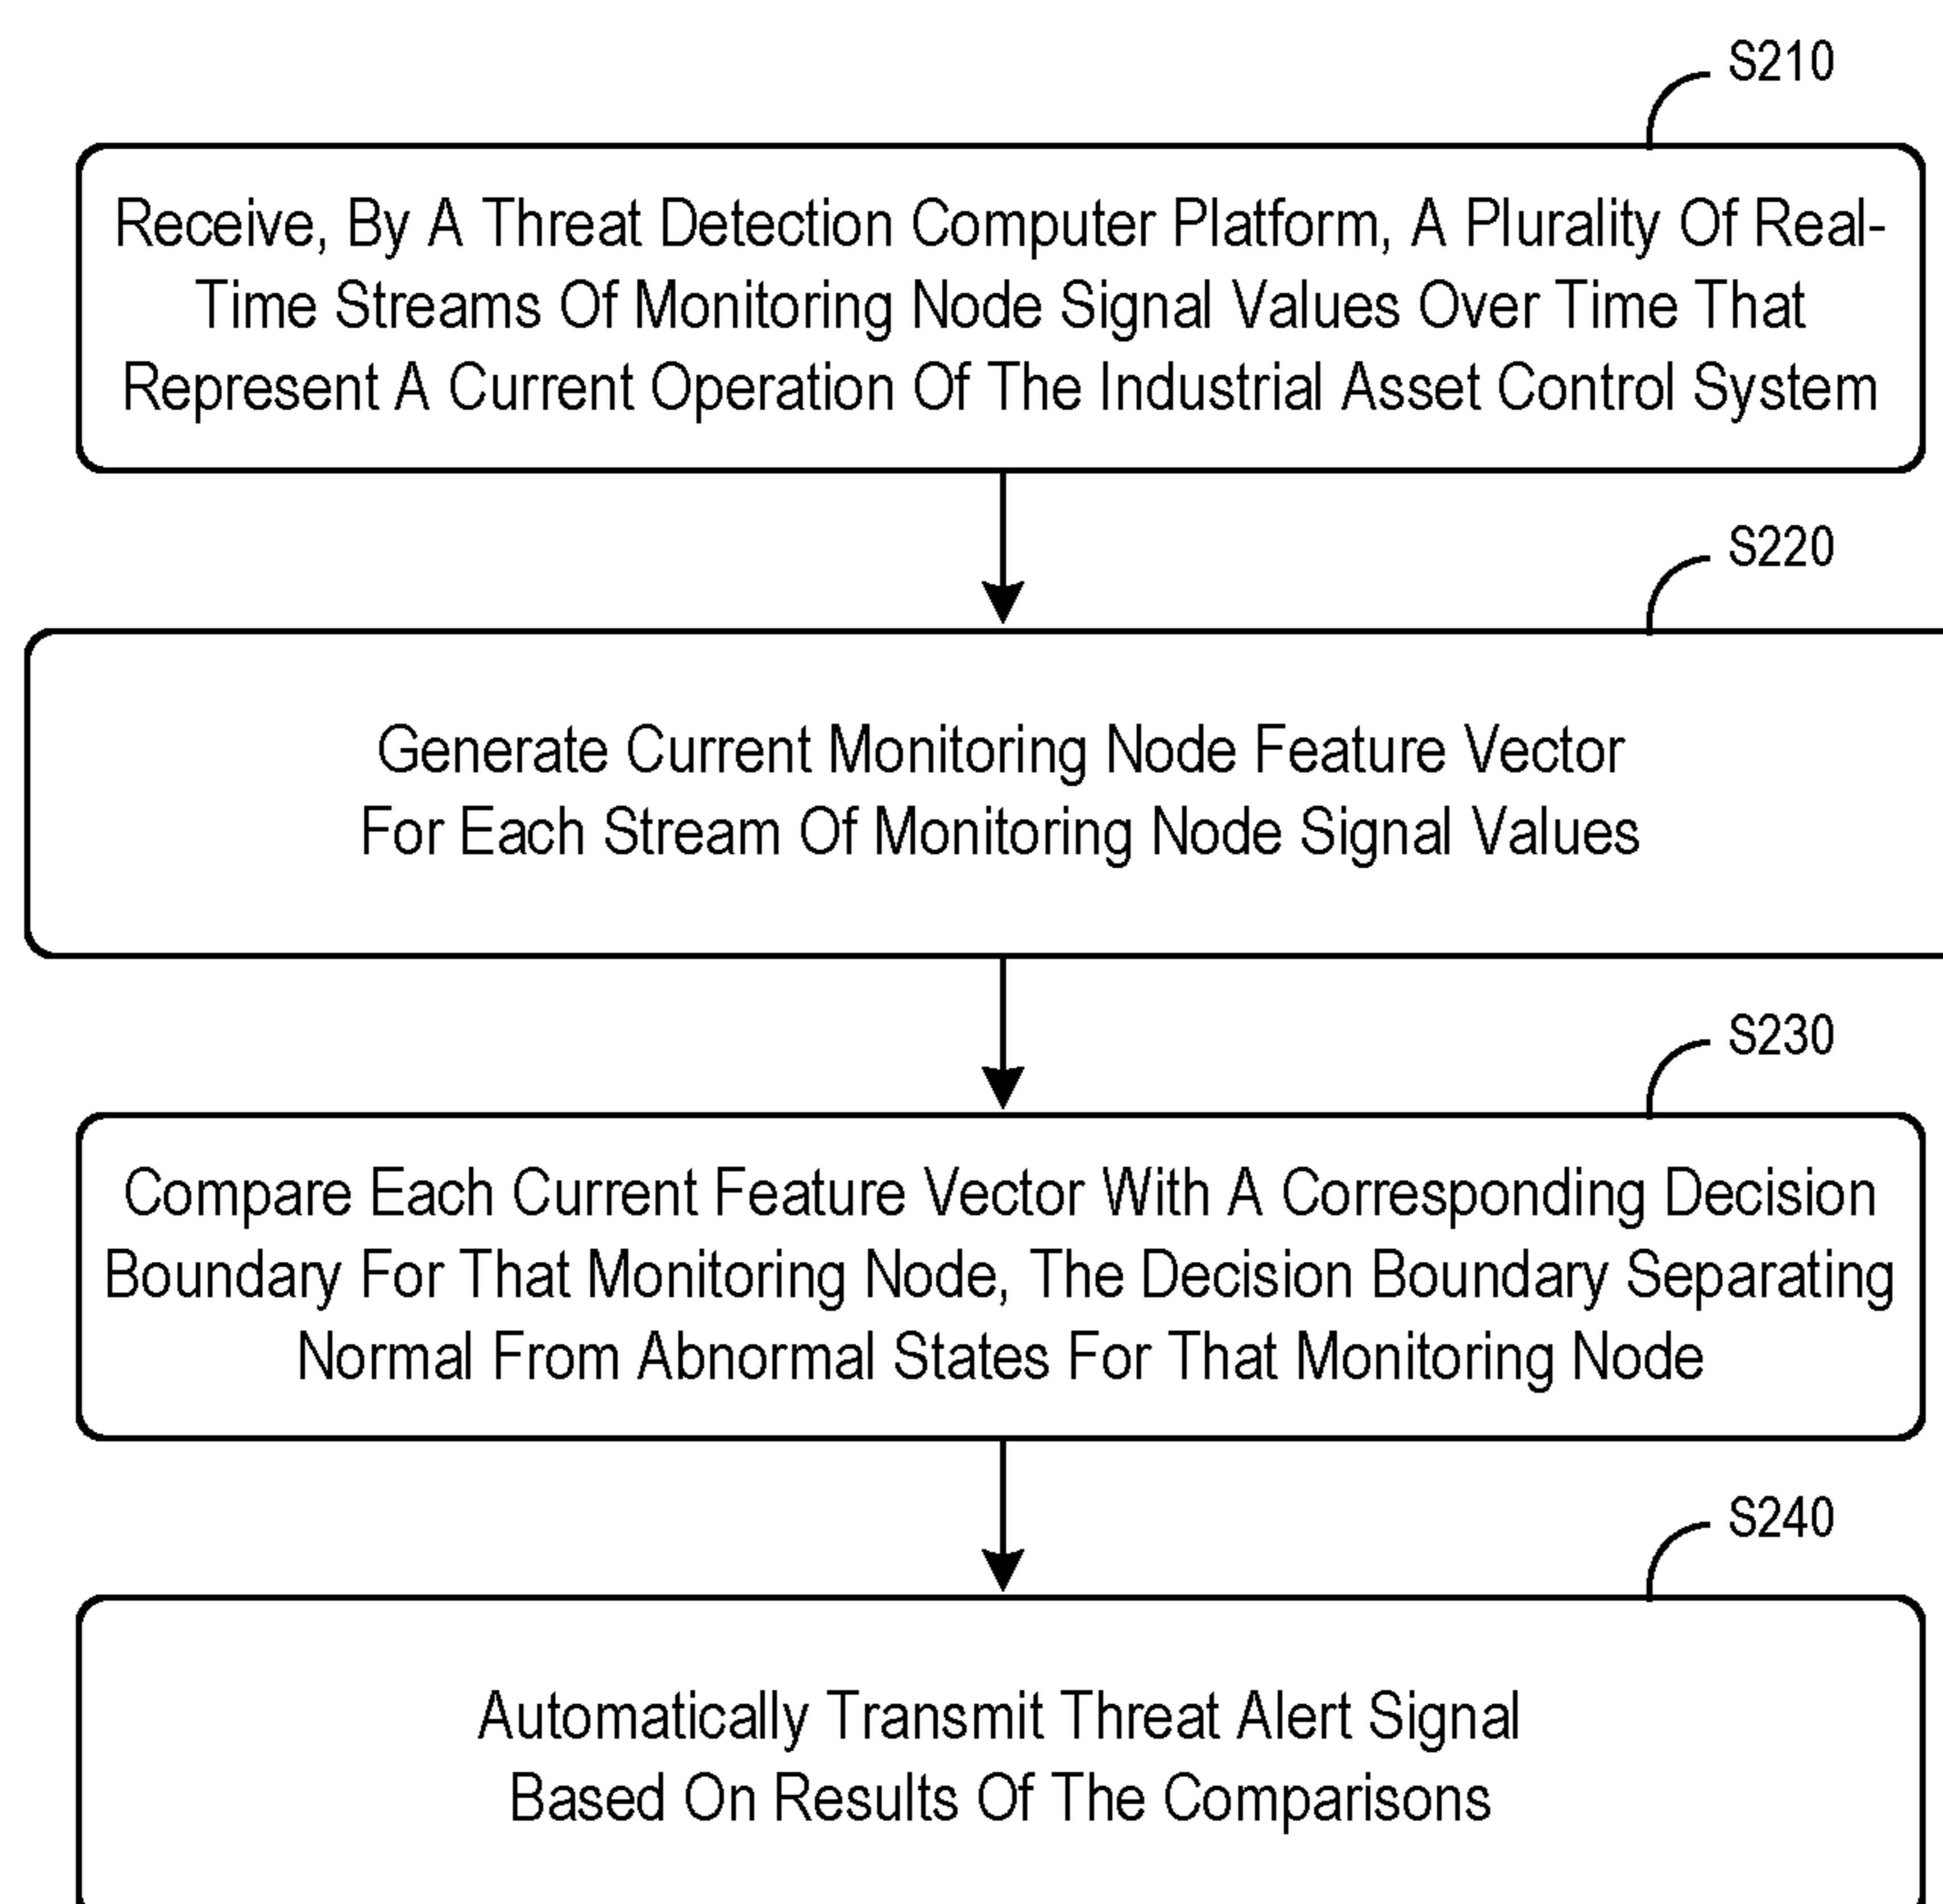 S210
Receive, By A Threat Detection Computer Platform, A Plurality Of Real-
Time Streams Of Monitoring Node Signal Values Over Time That
Represent A Current Operation Of The Industrial Asset Control System
S220
Generate Current Monitoring Node Feature Vector
For Each Stream Of Monitoring Node Signal Values
S230
Compare Each Current Feature Vector With A Corresponding Decision
Boundary For That Monitoring Node, The Decision Boundary Separating
Normal From Abnormal States For That Monitoring Node
S240
Automatically Transmit Threat Alert Signal
Based On Results Of The Comparisons